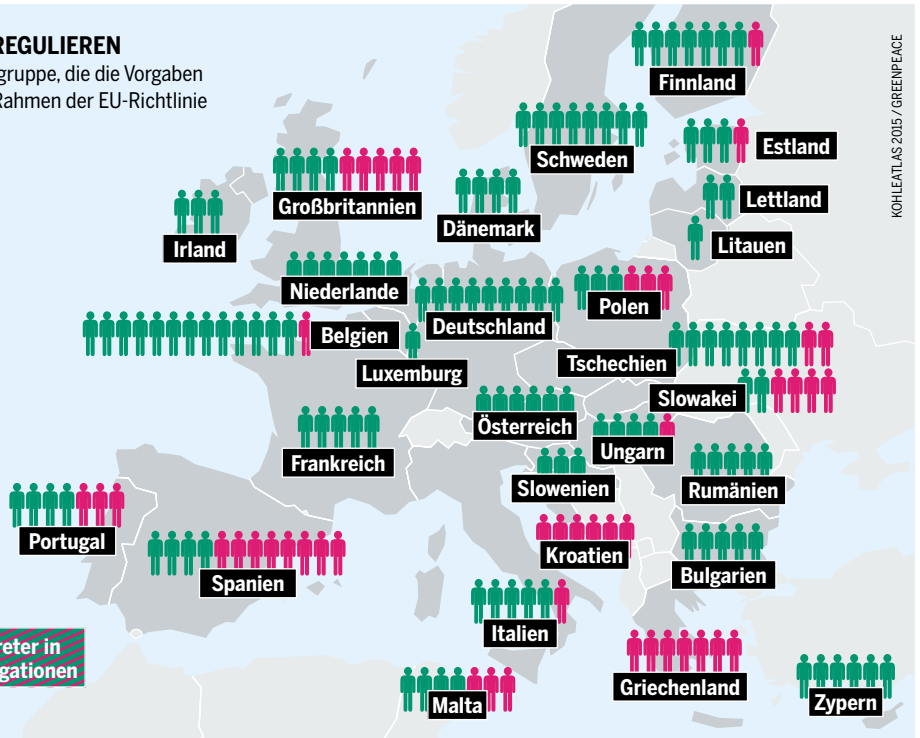 REGULIEREN
gruppe, die die Vorgaben
Rahmen der EU-Richtlinie
KOHLEATLAS 2015 / GREENPEACE
Finnland
Schweden
Estland
Großbritannien
Dänemark
Lettland
Irland
Litauen
Niederlande
Polen
Deutschland
Belgien
Tschechien
Luxemburg
Slowakei
Österreich
Ungarn
Frankreich
Slowenien
Rumänien
Portugal
Kroatien
Spanien
Bulgarien
Italien
reter in
gationen
Griechenland
Malta
Zypern